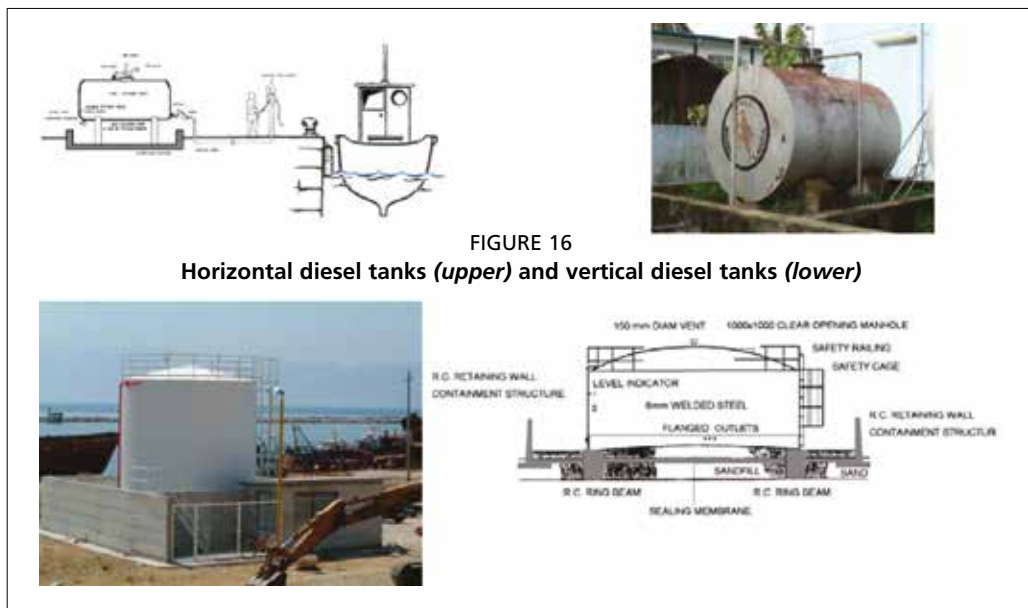 FIGURE 16
Horizontal diesel tanks (upper) and vertical diesel tanks (lower)
150 mm DIAM VENT 1000x1000 CLEAR OPENING MANHOLE
SAFETY RAILING
SAFETY CAGE
R.C. RETAINING WALL
CONTAINMENT STRUCTURE
LEVEL INDICATOR
6mm WELDED STEEL
FLANGED OUTLETS
R.C. RETAINING WALL
CONTAINMENT STRUCTUR
SANDFILL
SAND
R.C. RING BEAM
R.C. RING BEAM
SEALING MEMBRANE